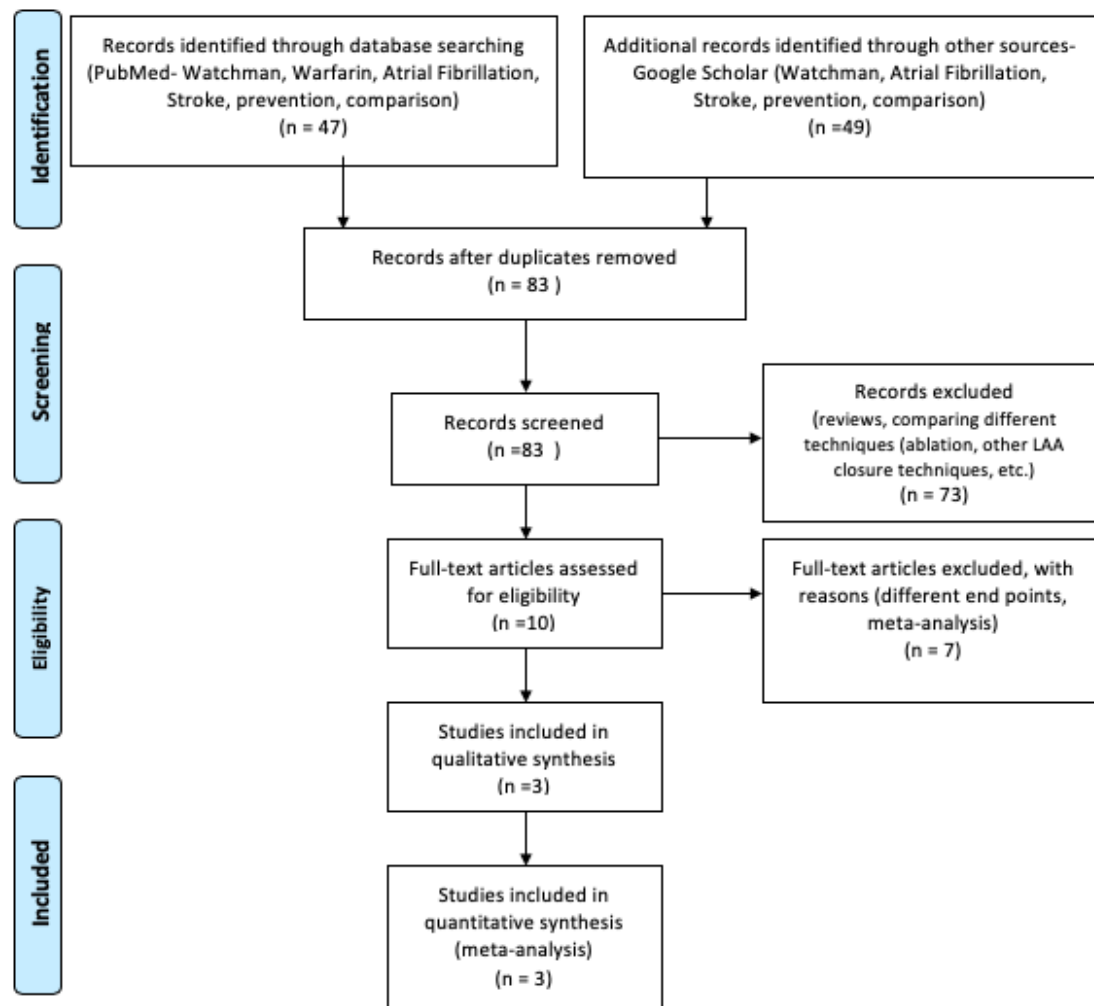 Identification
Records identified through database searching
(PubMed- Watchman, Warfarin, Atrial Fibrillation,
Stroke, prevention, comparison)
(n = 47)
Additional records identified through other sources-
Google Scholar (Watchman, Atrial Fibrillation,
Stroke, prevention, comparison)
(n =49)
Records after duplicates removed
(n = 83 )
Screening
Records screened
(n =83 )
Records excluded
(reviews, comparing different
techniques (ablation, other LAA
closure techniques, etc.)
(n = 73)
Eligibility
Full-text articles assessed
for eligibility
(n =10)
Full-text articles excluded, with
reasons (different end points,
meta-analysis)
(n = 7)
Studies included in
qualitative synthesis
(n =3)
Included
Studies included in
quantitative synthesis
(meta-analysis)
(n = 3)